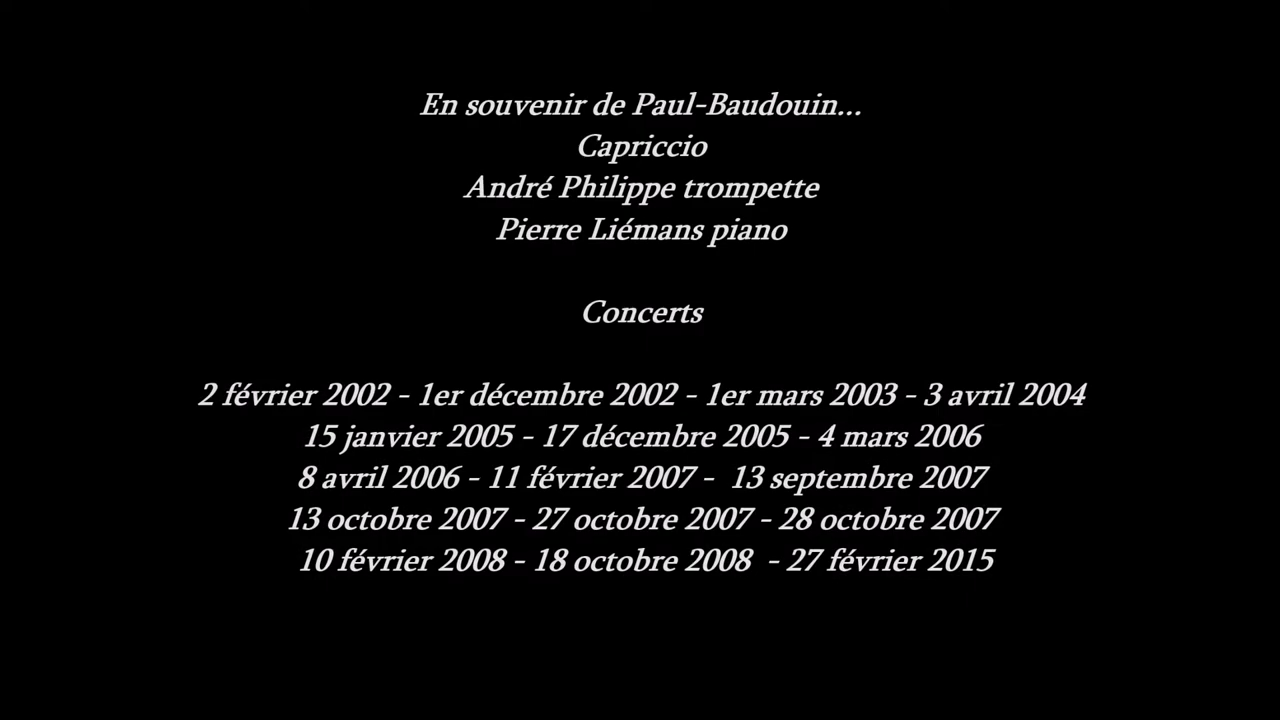 En souvenir de Paul-Baudouin...
Capriccio
André Philippe trompette
Pierre Liémans piano
Concerts
2 février 2002 - 1er décembre 2002 - 1er mars 2003 - 3 avril 2004
15 janvier 2005 - 17 décembre 2005 - 4 mars 2006
8 avril 2006 - 11 février 2007 -  13 septembre 2007
13 octobre 2007 - 27 octobre 2007 - 28 octobre 2007
10 février 2008 - 18 octobre 2008  - 27 février 2015